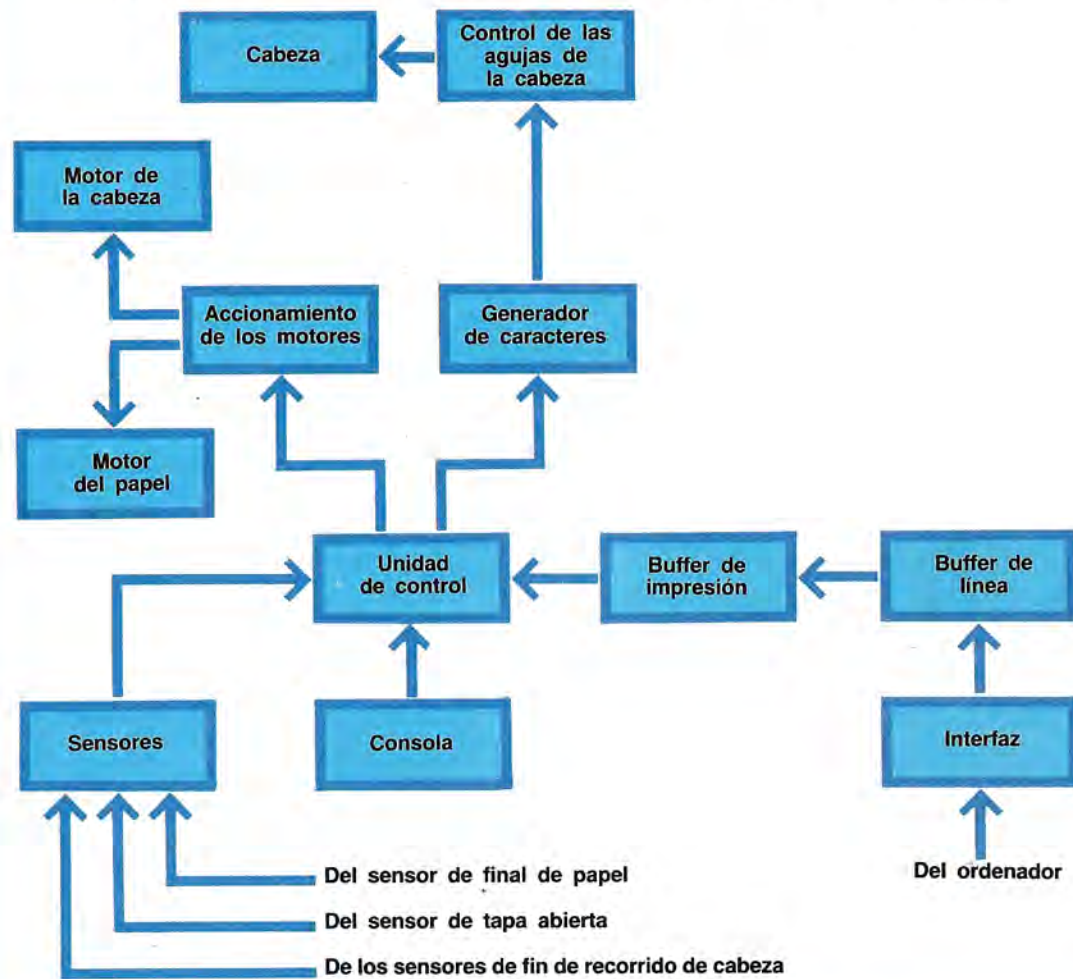 Cabeza
Control de las
agujas de
la cabeza
Motor de
la cabeza
Accionamiento
de los motores
Generador
de caracteres
Motor
del papel
Unidad
de control
Buffer de
impresión
Buffer de
línea
Sensores
Consola
Interfaz
Del sensor de final de papel
Del ordenador
Del sensor de tapa abierta
De los sensores de fin de recorrido de cabeza